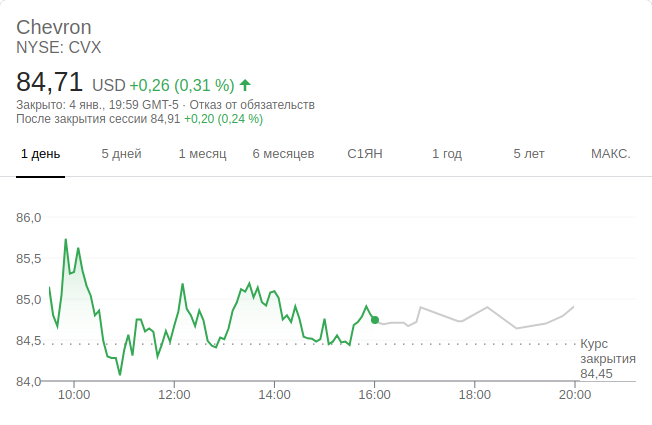 Chevron
NYSE: CVX
84,71 USD +0,26 (0,31 %)
Закрыто: 4 янв., 19:59 GMT-5 · Отказ от обязательств
После закрытия сессии 84,91 +0,20 (0,24 %)
1 день 5 дней 1 месяц 6 месяцев С1ЯН 1 год 5 лет МАКС.
86,0
85,5
85,0
84,5
84,0
Курс
закрытия
84,45
10:00 12:00 14:00 16:00 18:00 20:00